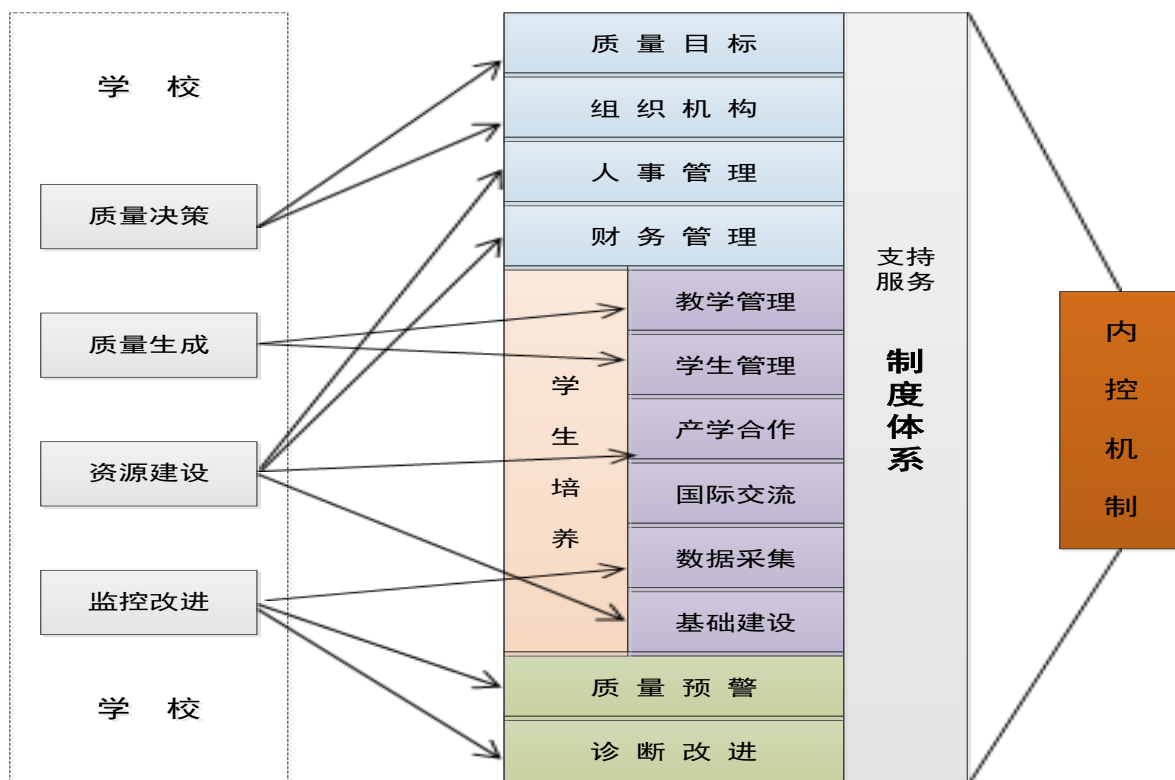 学 校
质量决策
质量生成
资源建设
监控改进
学 校
质 量 目 标
组 织 机 构
人 事 管 理
财 务 管 理
学
生
培
养
教学管理
学生管理
产学合作
国际交流
数据采集
基础建设
质 量 预 警
诊 断 改 进
支持
服务
制
度
体
系
内
控
机
制